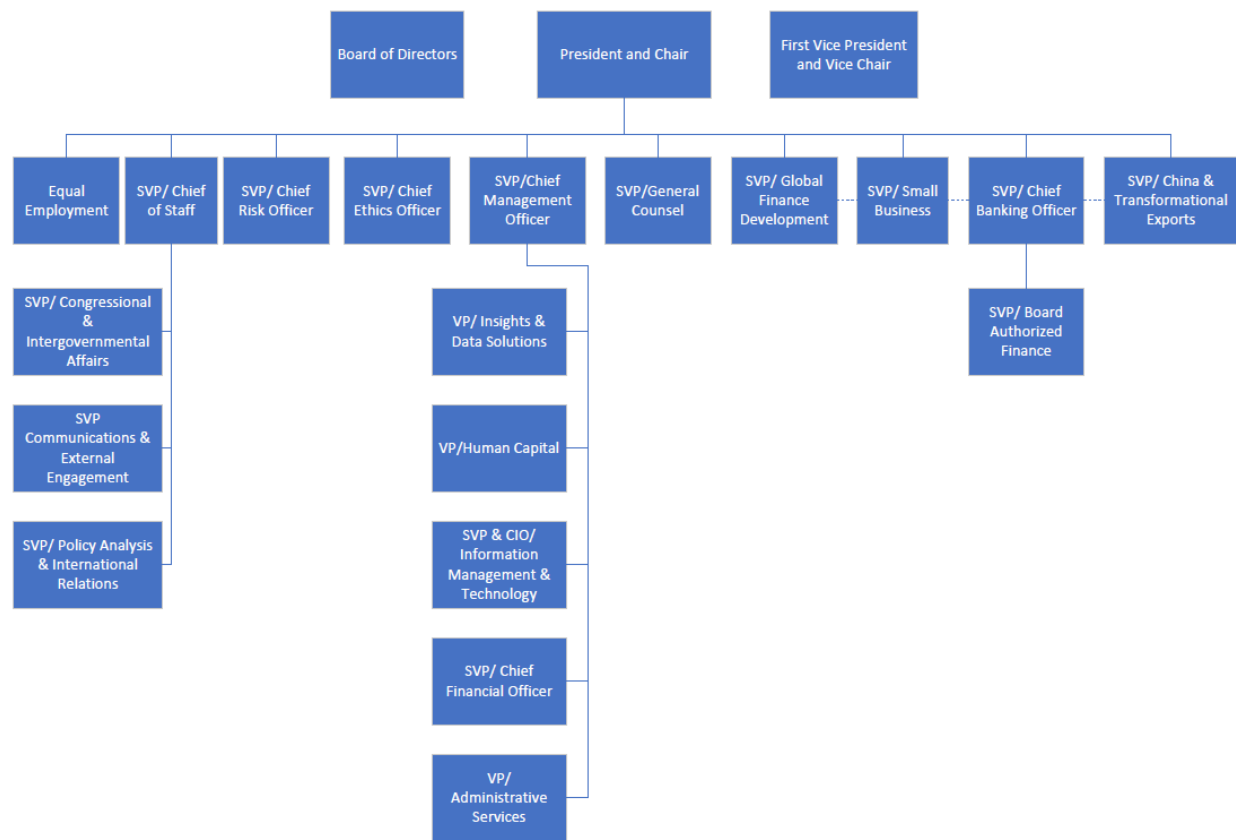 Board of Directors
President and Chair
First Vice President
and Vice Chair
Equal
Employment
SVP/ Chief
of Staff
SVP/ Chief
Risk Officer
SVP/ Chief
Ethics Officer
SVP/Chief
Management
Officer
SVP/General
Counsel
SVP/ Global
Finance
Development
SVP/ Small
Business
SVP/ Chief
Banking Officer
SVP/ China &
Transformational
Exports
SVP/ Congressional
&
Intergovernmental
Affairs
SVP
Communications &
External
Engagement
SVP/ Policy Analysis
& International
Relations
VP/ Insights &
Data Solutions
VP/Human Capital
SVP & CIO/
Information
Management &
Technology
SVP/ Chief
Financial Officer
VP/
Administrative
Services
SVP/ Board
Authorized
Finance